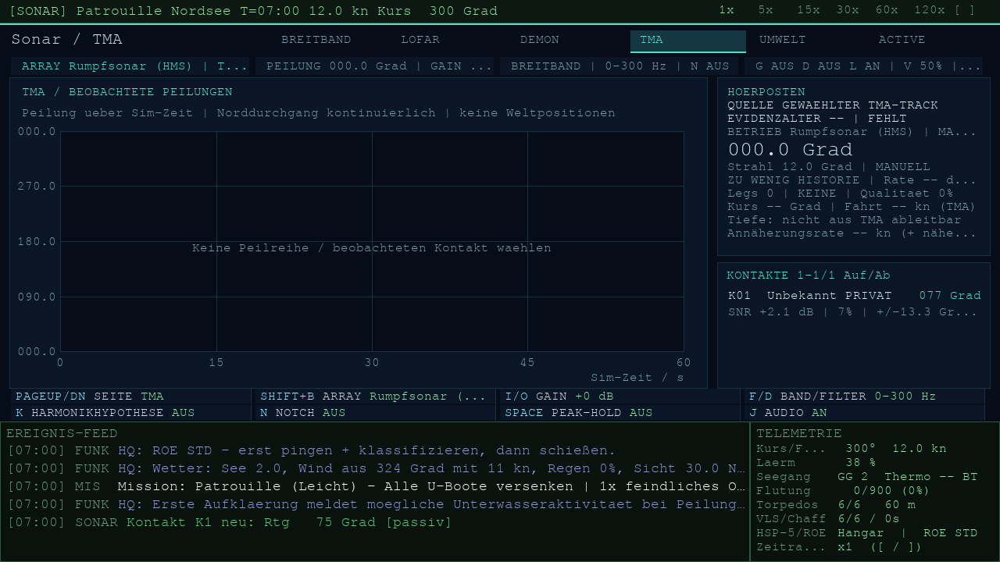 [SONAR] Patrouille Nordsee T=07:00 12.0 kn Kurs  300 Grad  1x  5x  15x  30x  60x  120x [ ]
Sonar / TMA  BREITBAND  LOFAR  DEMON  TMA  UMWELT  ACTIVE
ARRAY Rumpfsonar (HMS) | T...  PEILUNG 000.0 Grad | GAIN ...  BREITBAND | 0-300 Hz | N AUS  G AUS D AUS L AN | V 50% |...
TMA / BEOBACHTETE PEILUNGEN
Peilung ueber Sim-Zeit | Norddurchgang kontinuierlich | keine Weltpositionen
000.0
270.0
180.0
Keine Peilreihe / beobachteten Kontakt waehlen
090.0
000.0
0  15  30  45  60
Sim-Zeit / s
HOERPOSTEN
QUELLE GEWAEHLTER TMA-TRACK
EVIDENZALTER -- | FEHLT
BETRIEB Rumpfsonar (HMS) | MA...
000.0 Grad
Strahl 12.0 Grad | MANUELL
ZU WENIG HISTORIE | Rate -- d...
Legs 0 | KEINE | Qualitaet 0%
Kurs -- Grad | Fahrt -- kn (TMA)
Tiefe: nicht aus TMA ableitbar
Annäherungsrate -- kn (+ nähe...
KONTAKTE 1-1/1 Auf/Ab
K01  Unbekannt PRIVAT  077 Grad
SNR +2.1 dB | 7% | +/-13.3 Gr...
PAGEUP/DN SEITE TMA  SHIFT+B ARRAY Rumpfsonar (...  I/O GAIN +0 dB  F/D BAND/FILTER 0-300 Hz
K HARMONIKHYPOTHESE AUS  N NOTCH AUS  SPACE PEAK-HOLD AUS  J AUDIO AN
EREIGNIS-FEED
[07:00] FUNK HQ: ROE STD - erst pingen + klassifizieren, dann schießen.
[07:00] FUNK HQ: Wetter: See 2.0, Wind aus 324 Grad mit 11 kn, Regen 0%, Sicht 30.0 N…
[07:00] MIS  Mission: Patrouille (Leicht) - Alle U-Boote versenken | 1x feindliches O…
[07:00] FUNK HQ: Erste Aufklaerung meldet moegliche Unterwasseraktivitaet bei Peilung…
[07:00] SONAR Kontakt K1 neu: Rtg  75 Grad [passiv]
TELEMETRIE
Kurs/F...  300°  12.0 kn
Laerm  38 %
Seegang  GG 2  Thermo -- BT
Flutung  0/900 (0%)
Torpedos  6/6  60 m
VLS/Chaff  6/6 / 0s
HSP-5/ROE  Hangar  |  ROE STD
Zeitra...  x1  ([ / ])